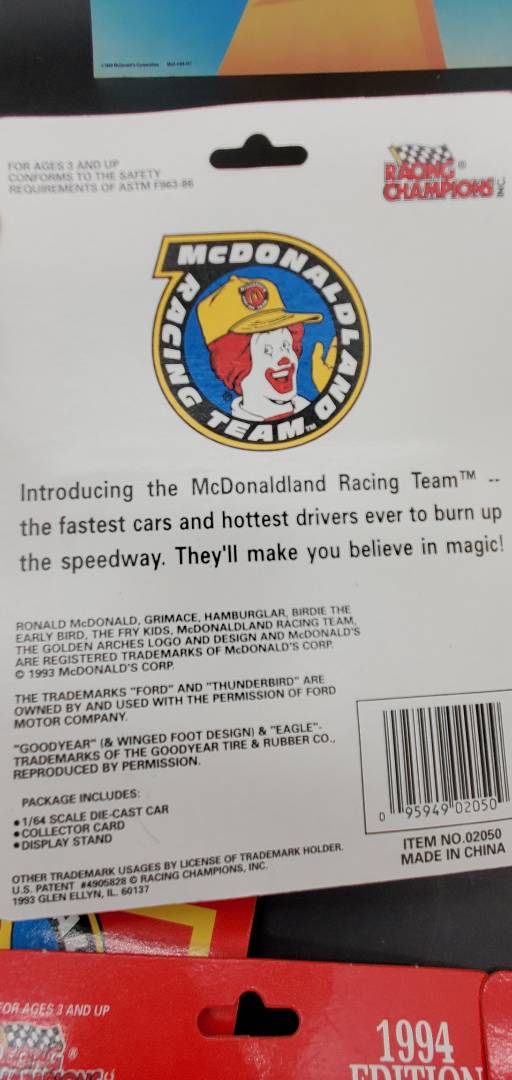 FOR AGES 3 AND UP
CONFORMS TO THE SAFETY
REQUIREMENTS OF ASTM F963-86
RACING ®
CHAMPIONS INC.
McDONALDLAND
RACING TEAM™
®
Introducing the McDonaldland Racing Team™ --
the fastest cars and hottest drivers ever to burn up
the speedway. They'll make you believe in magic!
RONALD McDONALD, GRIMACE, HAMBURGLAR, BIRDIE THE
EARLY BIRD, THE FRY KIDS, McDONALDLAND RACING TEAM,
THE GOLDEN ARCHES LOGO AND DESIGN AND McDONALD'S
ARE REGISTERED TRADEMARKS OF McDONALD'S CORP.
© 1993 McDONALD'S CORP.
THE TRADEMARKS "FORD" AND "THUNDERBIRD" ARE
OWNED BY AND USED WITH THE PERMISSION OF FORD
MOTOR COMPANY.
"GOODYEAR" (& WINGED FOOT DESIGN) & "EAGLE"-
TRADEMARKS OF THE GOODYEAR TIRE & RUBBER CO.,
REPRODUCED BY PERMISSION.
PACKAGE INCLUDES:
• 1/64 SCALE DIE-CAST CAR
• COLLECTOR CARD
• DISPLAY STAND
0 95949 02050
ITEM NO.02050
MADE IN CHINA
OTHER TRADEMARK USAGES BY LICENSE OF TRADEMARK HOLDER.
U.S. PATENT #4905828 © RACING CHAMPIONS, INC.
1993 GLEN ELLYN, IL. 60137
FOR AGES 3 AND UP
1994
EDITION
RACING ®
CHAMPIONS